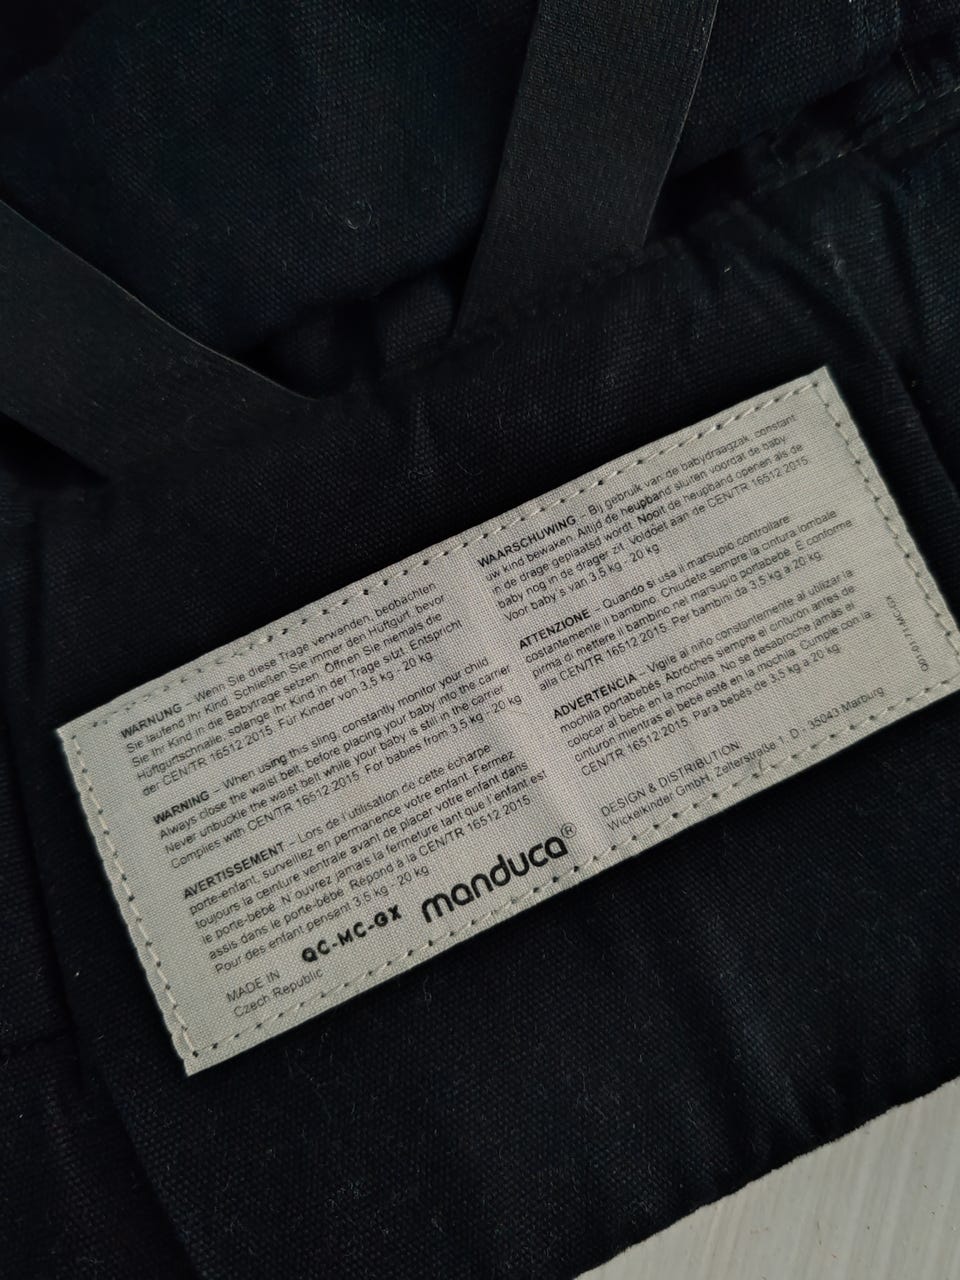 WARNUNG – Wenn Sie diese Trage verwenden, beobachten
Sie laufend Ihr Kind. Schließen Sie immer den Hüftgurt, bevor
Sie Ihr Kind in die Babytrage setzen. Öffnen Sie niemals die
Hüftgurtschnalle, solange Ihr Kind in der Trage sitzt. Entspricht
der CEN/TR 16512:2015. Für Kinder von 3.5 kg - 20 kg.
WARNING – When using this sling, constantly monitor your child.
Always close the waist belt, before placing your baby into the carrier.
Never unbuckle the waist belt while your baby is still in the carrier.
Complies with CEN/TR 16512:2015. For babies from 3.5 kg - 20 kg.
AVERTISSEMENT – Lors de l'utilisation de cette écharpe
porte-enfant, surveillez en permanence votre enfant. Fermez
toujours la ceinture ventrale avant de placer votre enfant dans
le porte-bébé. N'ouvrez jamais la fermeture tant que l'enfant est
assis dans le porte-bébé. Répond à la CEN/TR 16512:2015.
Pour des enfant pensant 3.5 kg - 20 kg.
MADE IN
Czech Republic
QC-MC-GX
manduca®
WAARSCHUWING – Bij gebruik van de babydraagzak, constant
uw kind bewaken. Altijd de heupband sluiten voordat de baby
in de drage geplaatsd wordt. Nooit de heupband openen als de
baby nog in de drager zit. Voldoet aan de CEN/TR 16512:2015.
Voor baby's van 3,5 kg - 20 kg.
ATTENZIONE – Quando si usa il marsupio controllare
costantemente il bambino. Chiudete sempre la cintura lombale
pirma di mettere il bambino nel marsupio portabebé. È conforme
alla CEN/TR 16512:2015. Per bambini da 3,5 kg a 20 kg.
ADVERTENCIA – Vigile al niño constantemente al utilizar la
mochila portabebés. Abróches siempre el cinturón antes de
colocar al bebé en la mochila. No se desabroche jamás el
cinturón mientras el bebé esté en la mochila. Cumple con la
CEN/TR 16512:2015. Para bebés de 3,5 kg a 20 kg.
DESIGN & DISTRIBUTION:
Wickelkinder GmbH, Zeiterstraße 1, D - 35043 Marburg